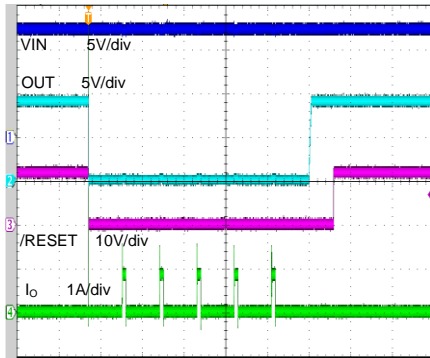 T
VIN 5V/div
OUT 5V/div
1
2
3
/RESET 10V/div
IO 1A/div
4